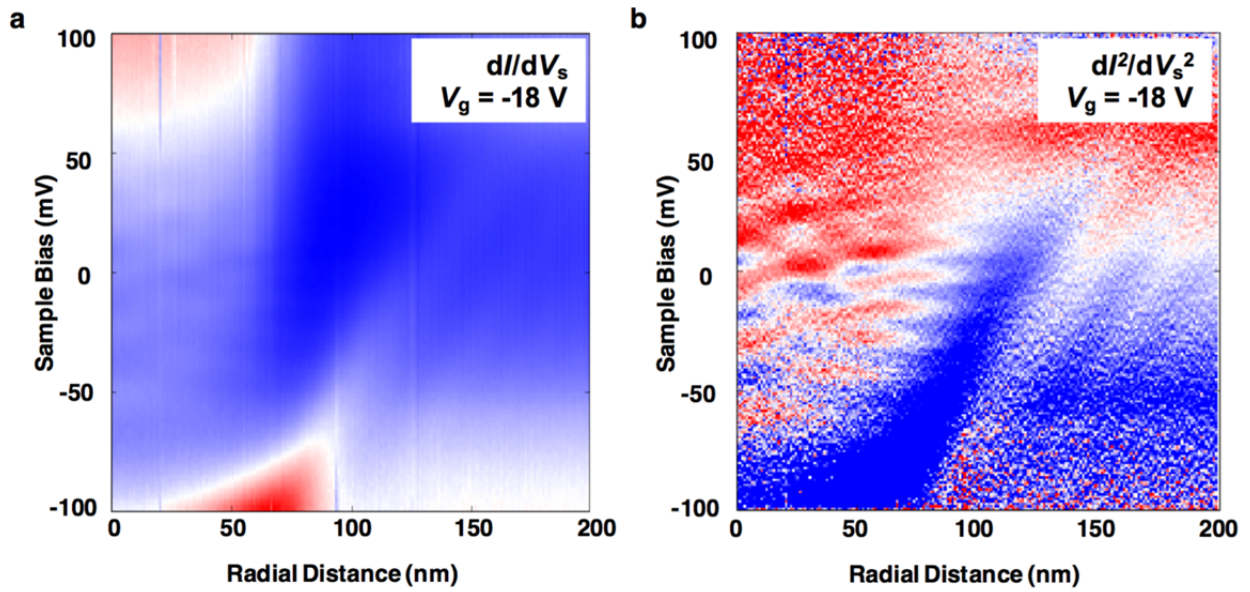 a
dI/dVs
Vg = -18 V
100
50
0
-50
-100
Sample Bias (mV)
0 50 100 150 200
Radial Distance (nm)
b
dI²/dVs²
Vg = -18 V
100
50
0
-50
-100
Sample Bias (mV)
0 50 100 150 200
Radial Distance (nm)